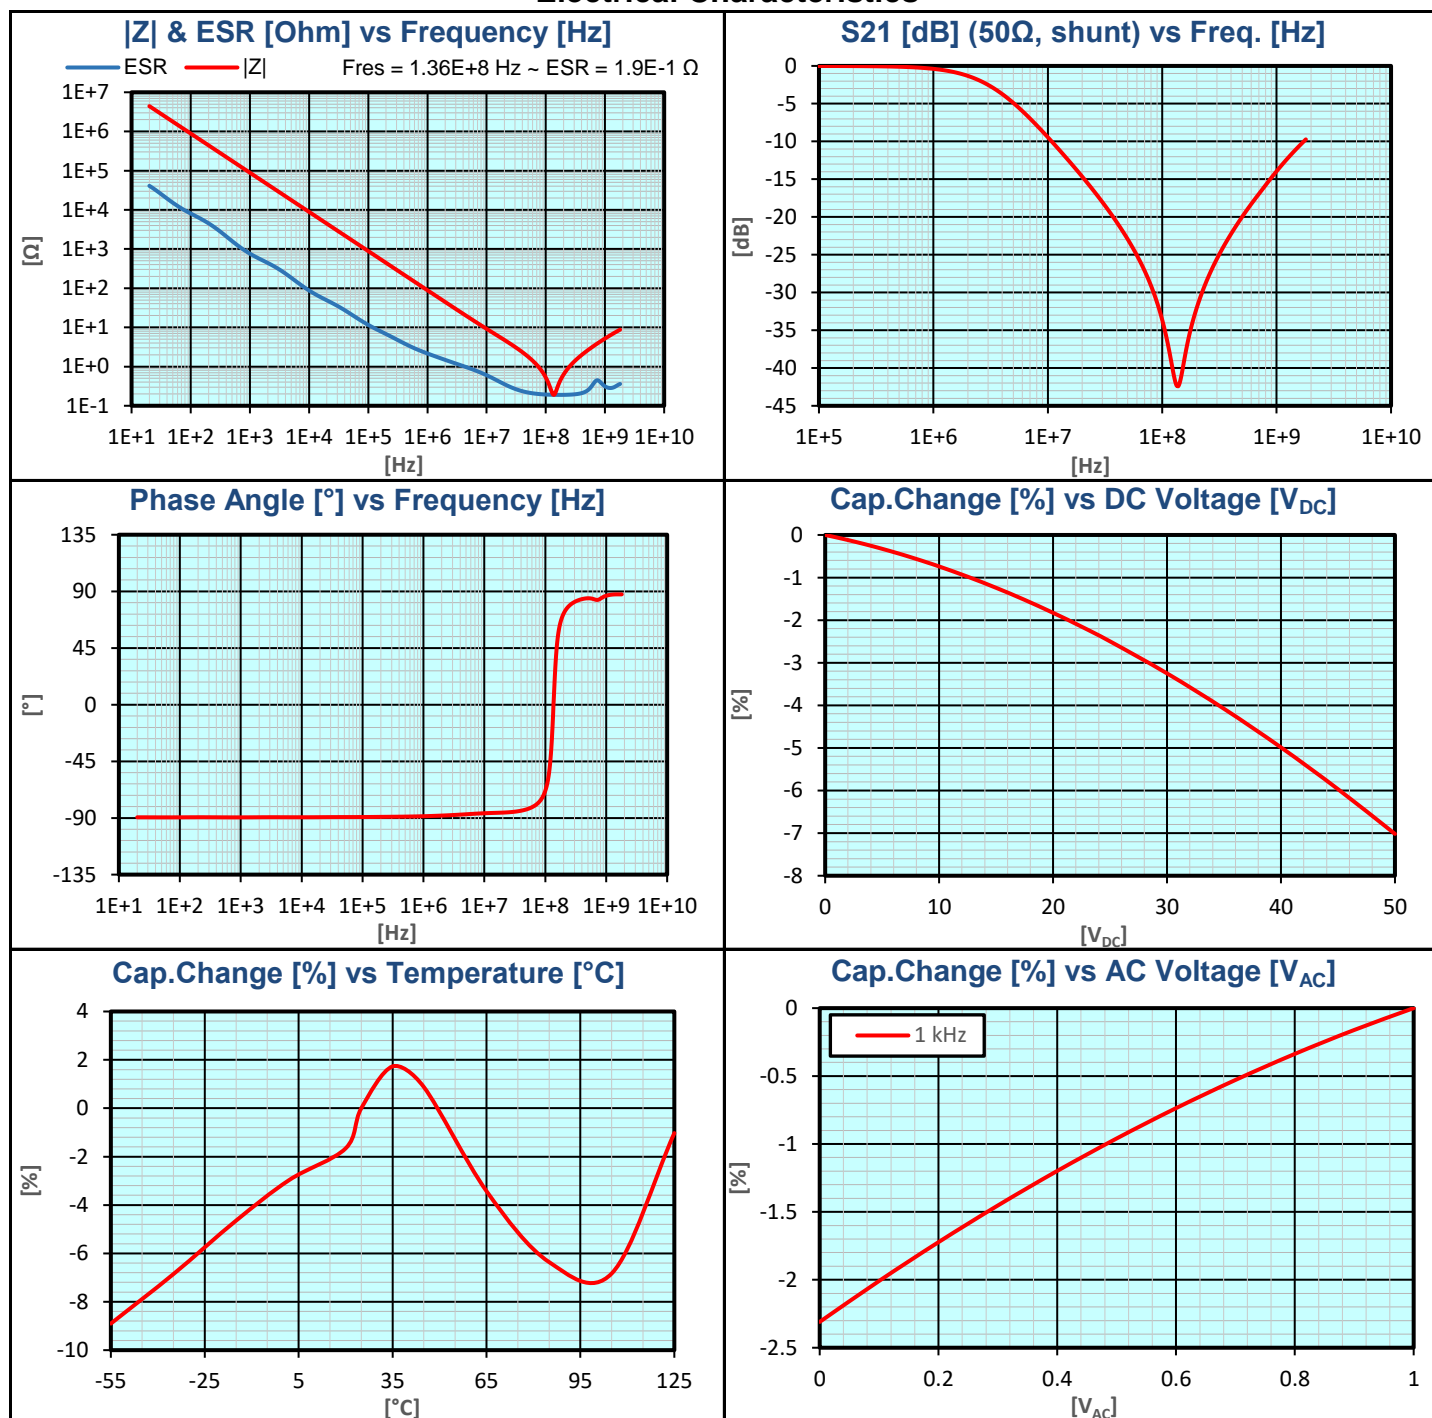 |Z| & ESR [Ohm] vs Frequency [Hz]
ESR |Z| Fres = 1.36E+8 Hz ~ ESR = 1.9E-1 Ω
1E+7
1E+6
1E+5
1E+4
1E+3
1E+2
1E+1
1E+0
1E-1
[Ω]
1E+1 1E+2 1E+3 1E+4 1E+5 1E+6 1E+7 1E+8 1E+9 1E+10
[Hz]
S21 [dB] (50Ω, shunt) vs Freq. [Hz]
0
-5
-10
-15
-20
-25
-30
-35
-40
-45
[dB]
1E+5 1E+6 1E+7 1E+8 1E+9 1E+10
[Hz]
Phase Angle [°] vs Frequency [Hz]
135
90
45
0
-45
-90
-135
[°]
1E+1 1E+2 1E+3 1E+4 1E+5 1E+6 1E+7 1E+8 1E+9 1E+10
[Hz]
Cap.Change [%] vs DC Voltage [VDC]
0
-1
-2
-3
-4
-5
-6
-7
-8
[%]
0 10 20 30 40 50
[VDC]
Cap.Change [%] vs Temperature [°C]
4
2
0
-2
-4
-6
-8
-10
[%]
-55 -25 5 35 65 95 125
[°C]
Cap.Change [%] vs AC Voltage [VAC]
1 kHz
0
-0.5
-1
-1.5
-2
-2.5
[%]
0 0.2 0.4 0.6 0.8 1
[VAC]